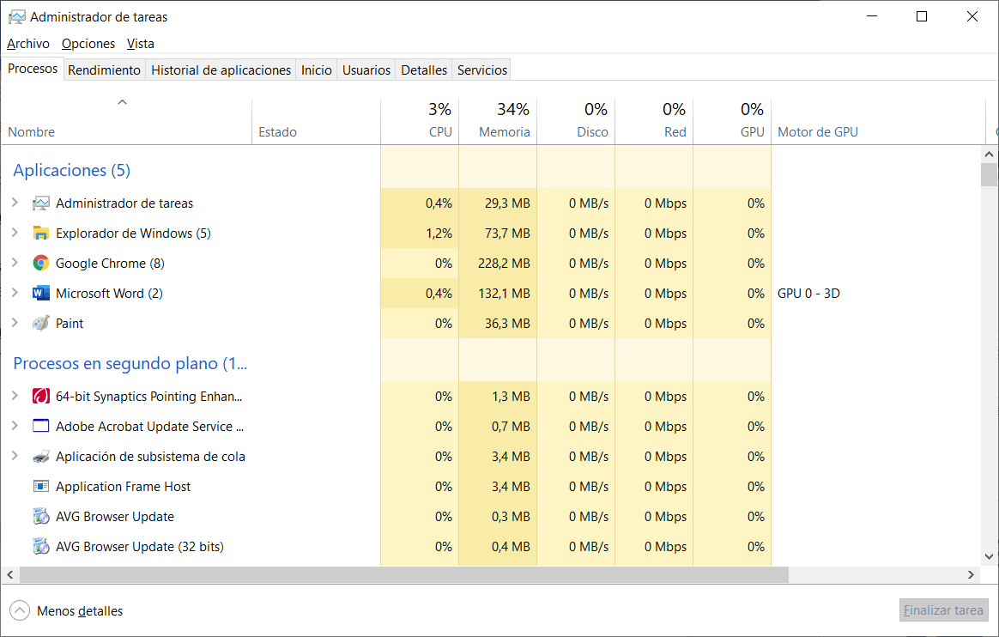 Administrador de tareas
Archivo Opciones Vista
Procesos Rendimiento Historial de aplicaciones Inicio Usuarios Detalles Servicios
3% 34% 0% 0% 0%
Nombre Estado CPU Memoria Disco Red GPU Motor de GPU
Aplicaciones (5)
Administrador de tareas 0,4% 29,3 MB 0 MB/s 0 Mbps 0%
Explorador de Windows (5) 1,2% 73,7 MB 0 MB/s 0 Mbps 0%
Google Chrome (8) 0% 228,2 MB 0 MB/s 0 Mbps 0%
Microsoft Word (2) 0,4% 132,1 MB 0 MB/s 0 Mbps 0% GPU 0 - 3D
Paint 0% 36,3 MB 0 MB/s 0 Mbps 0%
Procesos en segundo plano (1...
64-bit Synaptics Pointing Enhan... 0% 1,3 MB 0 MB/s 0 Mbps 0%
Adobe Acrobat Update Service ... 0% 0,7 MB 0 MB/s 0 Mbps 0%
Aplicación de subsistema de cola 0% 3,4 MB 0 MB/s 0 Mbps 0%
Application Frame Host 0% 3,4 MB 0 MB/s 0 Mbps 0%
AVG Browser Update 0% 0,3 MB 0 MB/s 0 Mbps 0%
AVG Browser Update (32 bits) 0% 0,4 MB 0 MB/s 0 Mbps 0%
Menos detalles Finalizar tarea